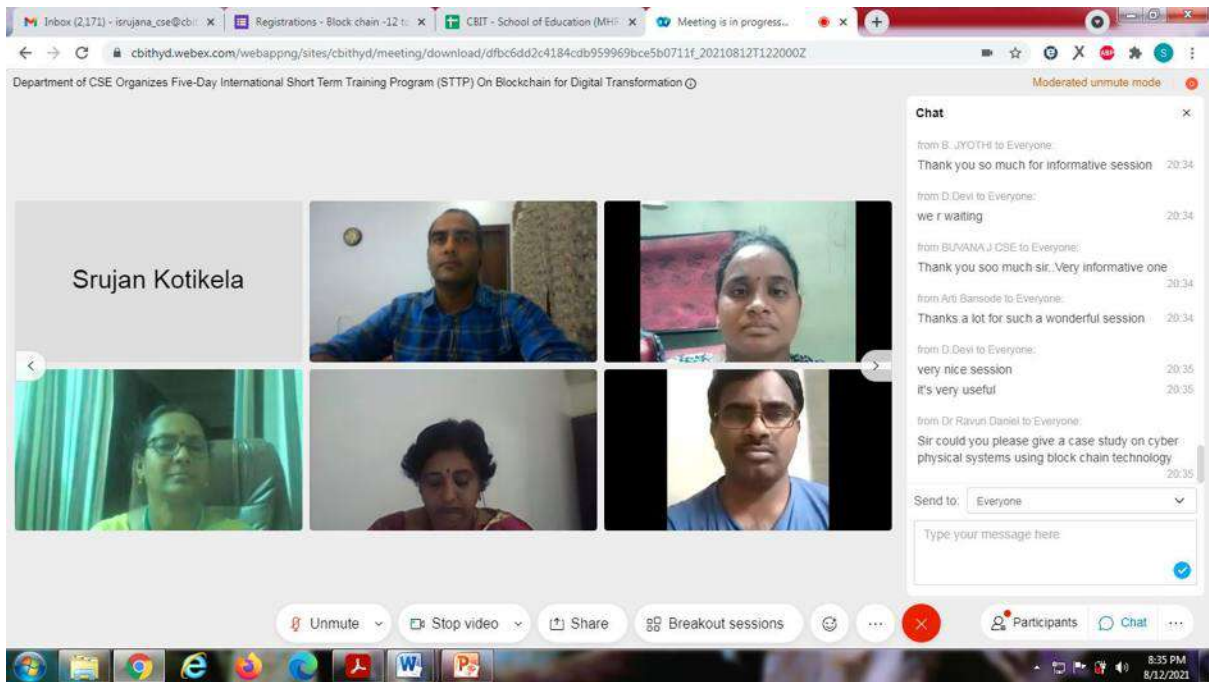 Inbox (2,171) - isrujana_cse@cbi
Registrations - Block chain -12 t
CBIT - School of Education (MH
Meeting is in progress...
cbithyd.webex.com/webappng/sites/cbithyd/meeting/download/dfbc6dd2c4184cdb959969bce5b0711f_20210812T122000Z
Department of CSE Organizes Five-Day International Short Term Training Program (STTP) On Blockchain for Digital Transformation
Moderated unmute mode
Chat
from B. JYOTHI to Everyone:
Thank you so much for informative session 20:34
from D.Devi to Everyone:
we r waiting 20:34
from BUVANA J CSE to Everyone:
Thank you soo much sir..Very informative one
20:34
from Arti Bansode to Everyone:
Thanks a lot for such a wonderful session 20:34
from D.Devi to Everyone:
very nice session 20:35
it's very useful 20:35
from Dr Ravuri Daniel to Everyone:
Sir could you please give a case study on cyber
physical systems using block chain technology
20:35
Srujan Kotikela
Send to: Everyone
Type your message here
Unmute
Stop video
Share
Breakout sessions
Participants
Chat
8:35 PM
8/12/2021